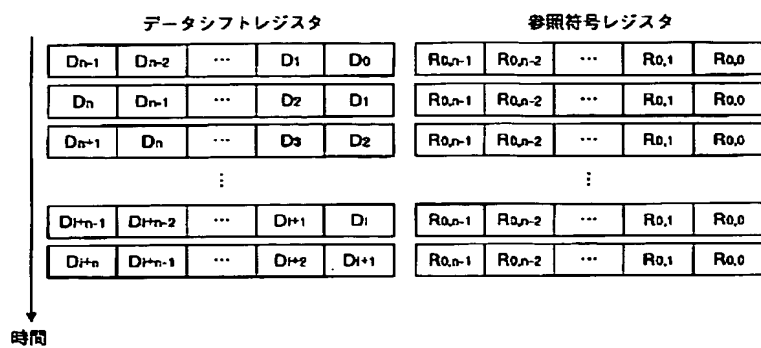 データシフトレジスタ 参照符号レジスタ
Dn-1 Dn-2 … D1 D0 R0,n-1 R0,n-2 … R0,1 R0,0
Dn Dn-1 … D2 D1 R0,n-1 R0,n-2 … R0,1 R0,0
Dn+1 Dn … D3 D2 R0,n-1 R0,n-2 … R0,1 R0,0
⋮ ⋮
Di+n-1 Di+n-2 … Di+1 Di R0,n-1 R0,n-2 … R0,1 R0,0
Di+n Di+n-1 … Di+2 Di+1 R0,n-1 R0,n-2 … R0,1 R0,0
時間